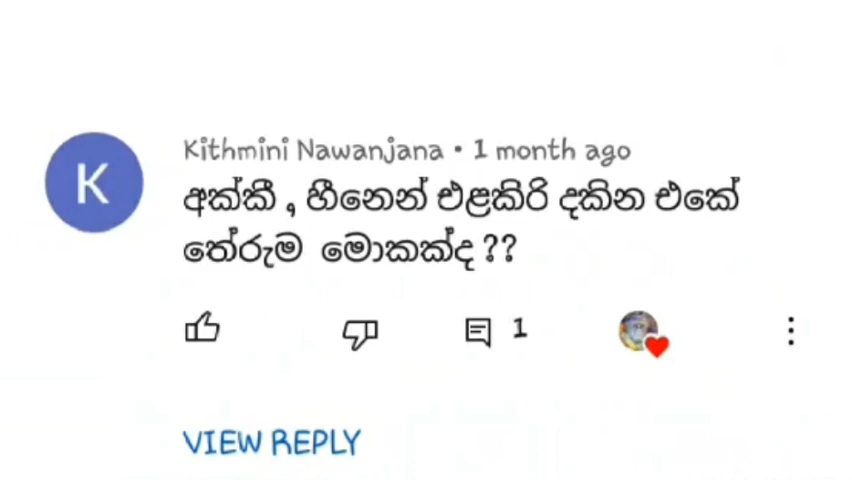 K
Kithmini Nawanjana • 1 month ago
අක්කී , හීනෙන් එළකිරි දකින එකේ
තේරුම මොකක්ද ??
1
VIEW REPLY